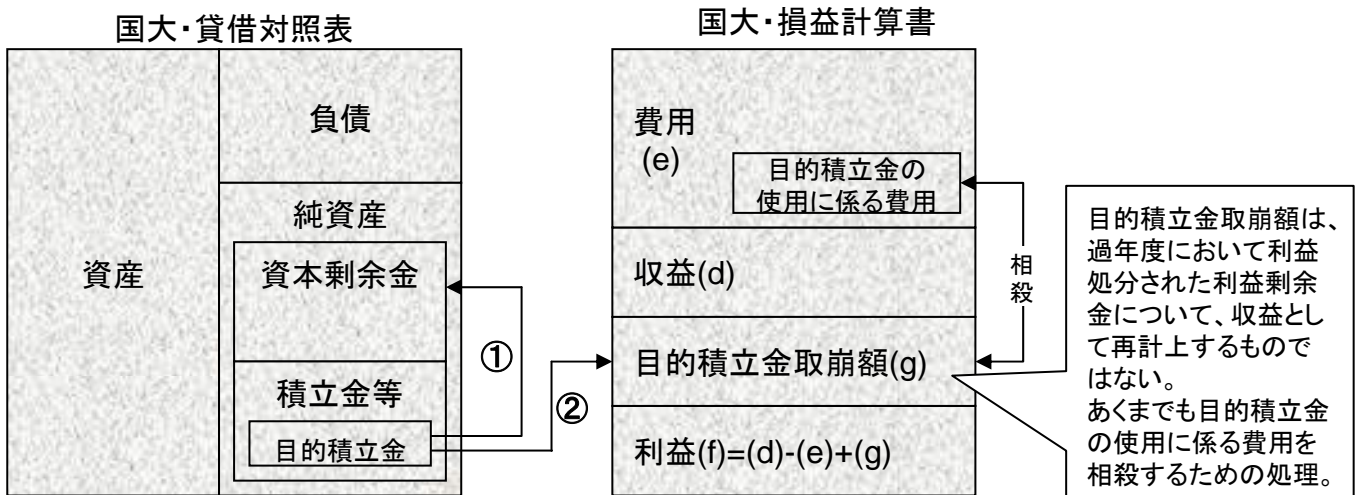 国大・貸借対照表
資産
負債
純資産
資本剰余金
積立金等
目的積立金
①
②
国大・損益計算書
費用
(e)
目的積立金の
使用に係る費用
収益(d)
目的積立金取崩額(g)
利益(f)=(d)-(e)+(g)
相殺
目的積立金取崩額は、
過年度において利益
処分された利益剰余
金について、収益とし
て再計上するもので
はない。
あくまでも目的積立金
の使用に係る費用を
相殺するための処理。